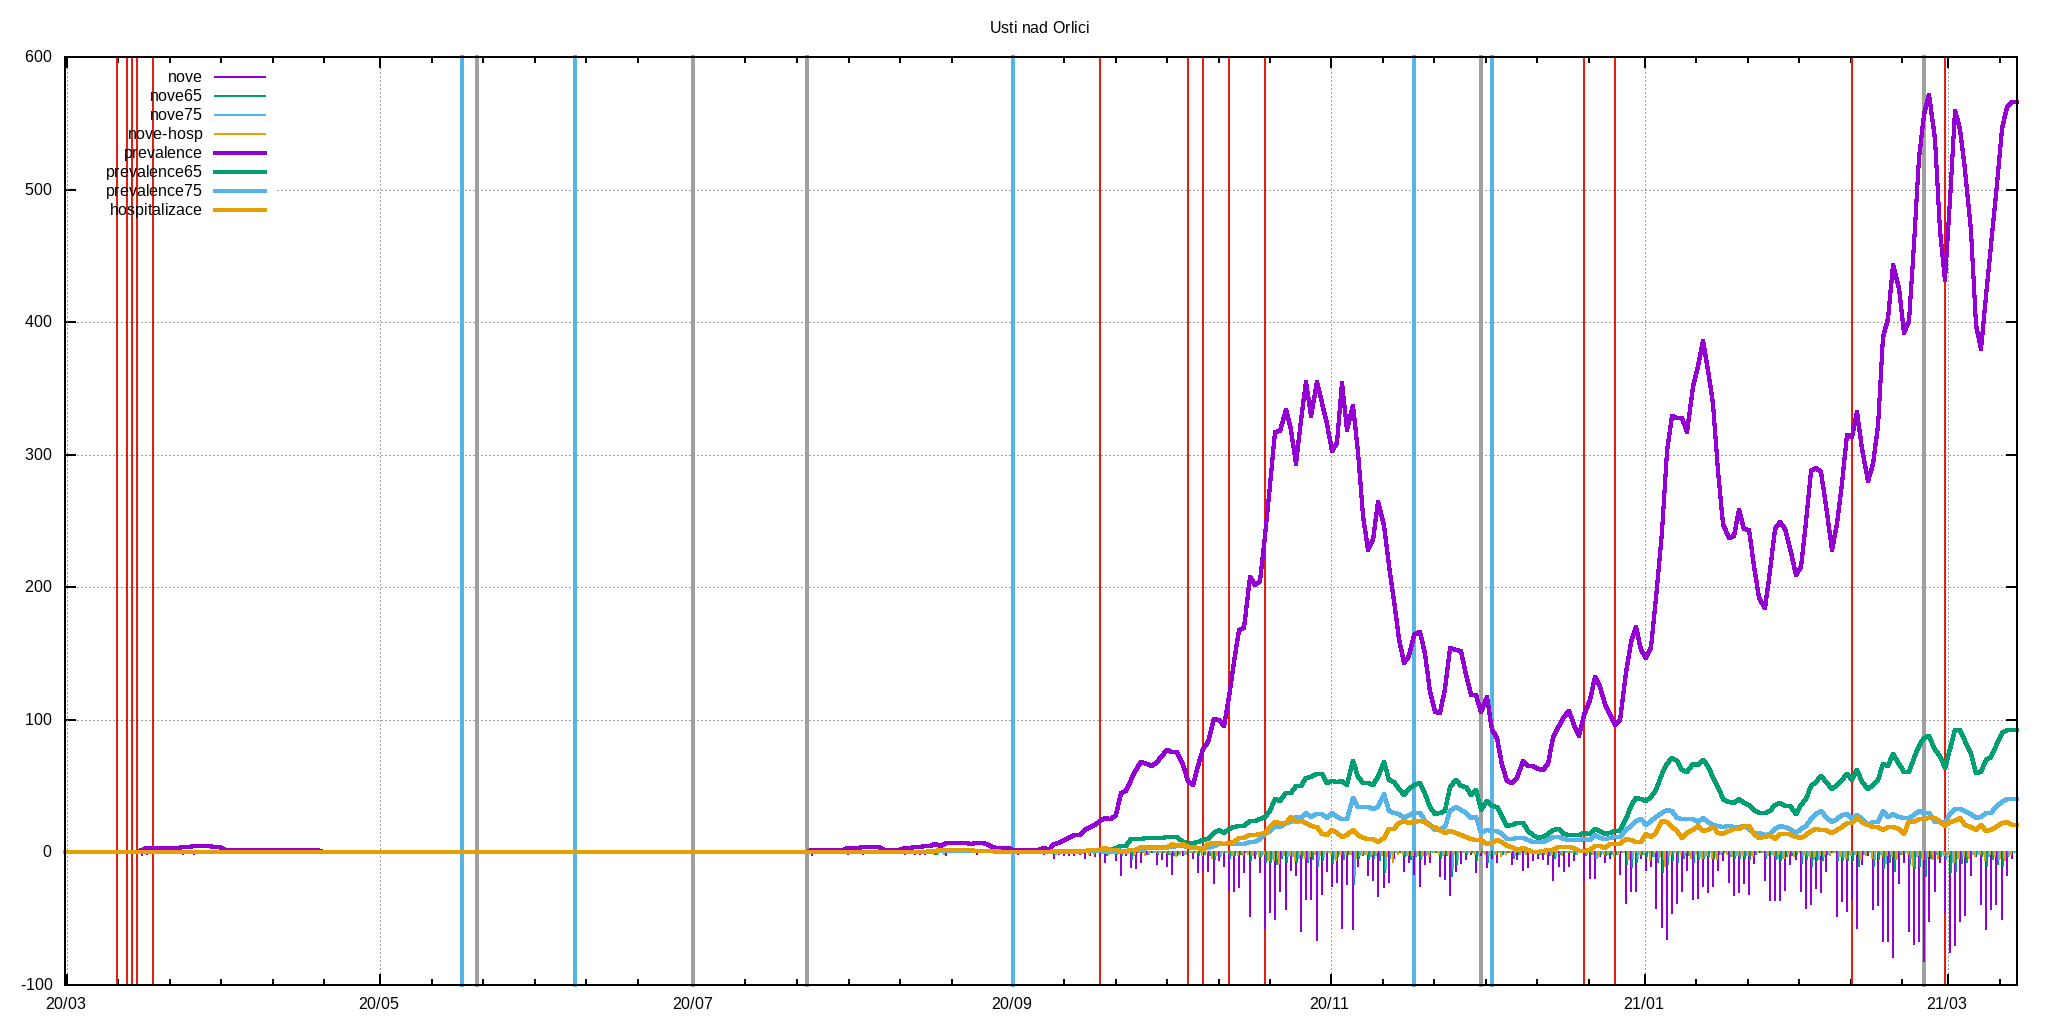 Usti nad Orlici
600
500
400
300
200
100
0
-100
nove
nove65
nove75
nove-hosp
prevalence
prevalence65
prevalence75
hospitalizace
20/03 20/05 20/07 20/09 20/11 21/01 21/03